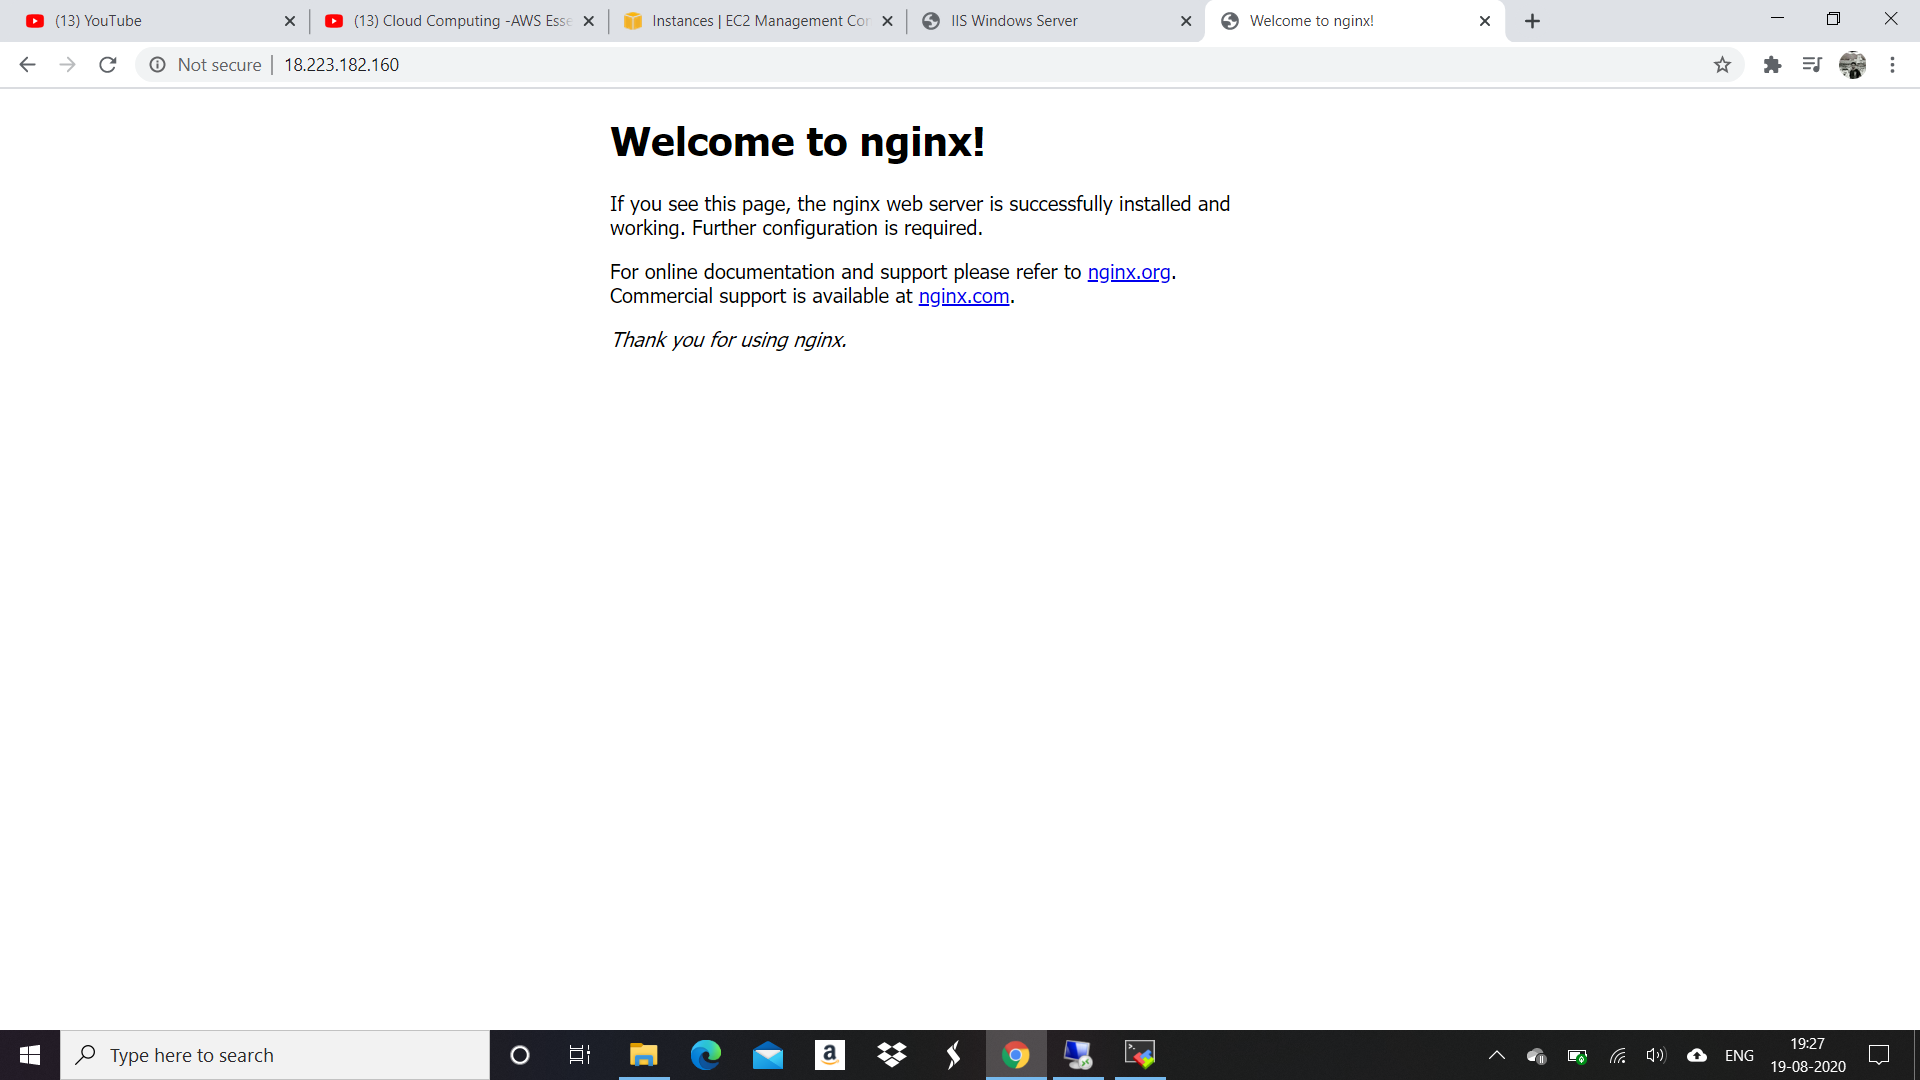 (13) YouTube
(13) Cloud Computing -AWS Esse
Instances | EC2 Management Con
IIS Windows Server
Welcome to nginx!
Not secure | 18.223.182.160
Welcome to nginx!
If you see this page, the nginx web server is successfully installed and
working. Further configuration is required.
For online documentation and support please refer to nginx.org.
Commercial support is available at nginx.com.
Thank you for using nginx.
Type here to search
a
ENG
19:27
19-08-2020